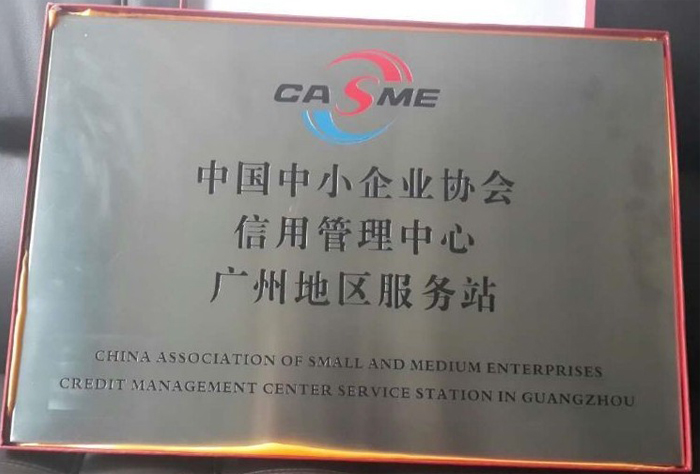 CASME
中国中小企业协会
信用管理中心
广州地区服务站
CHINA ASSOCIATION OF SMALL AND MEDIUM ENTERPRISES
CREDIT MANAGEMENT CENTER SERVICE STATION IN GUANGZHOU